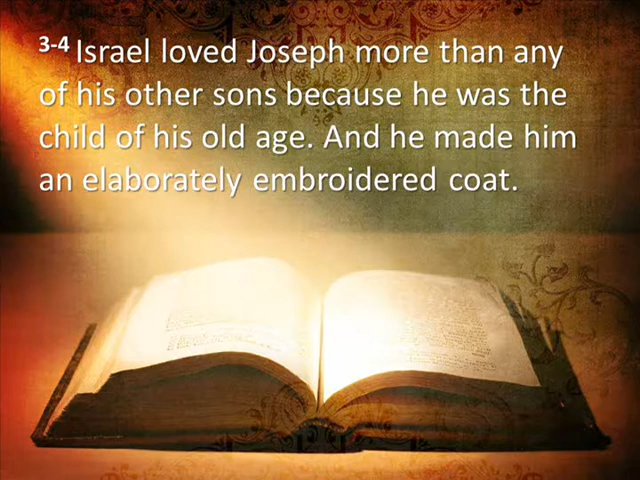 3-4 Israel loved Joseph more than any
of his other sons because he was the
child of his old age. And he made him
an elaborately embroidered coat.